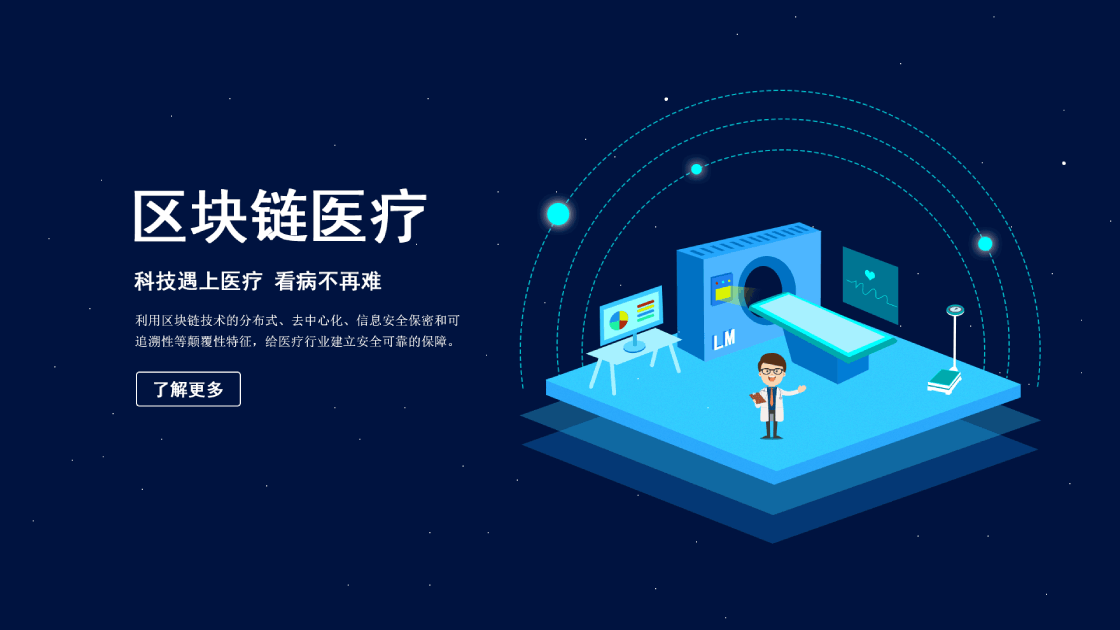 区块链医疗
科技遇上医疗 看病不再难
利用区块链技术的分布式、去中心化、信息安全保密和可
追溯性等颠覆性特征，给医疗行业建立安全可靠的保障。
了解更多
LM